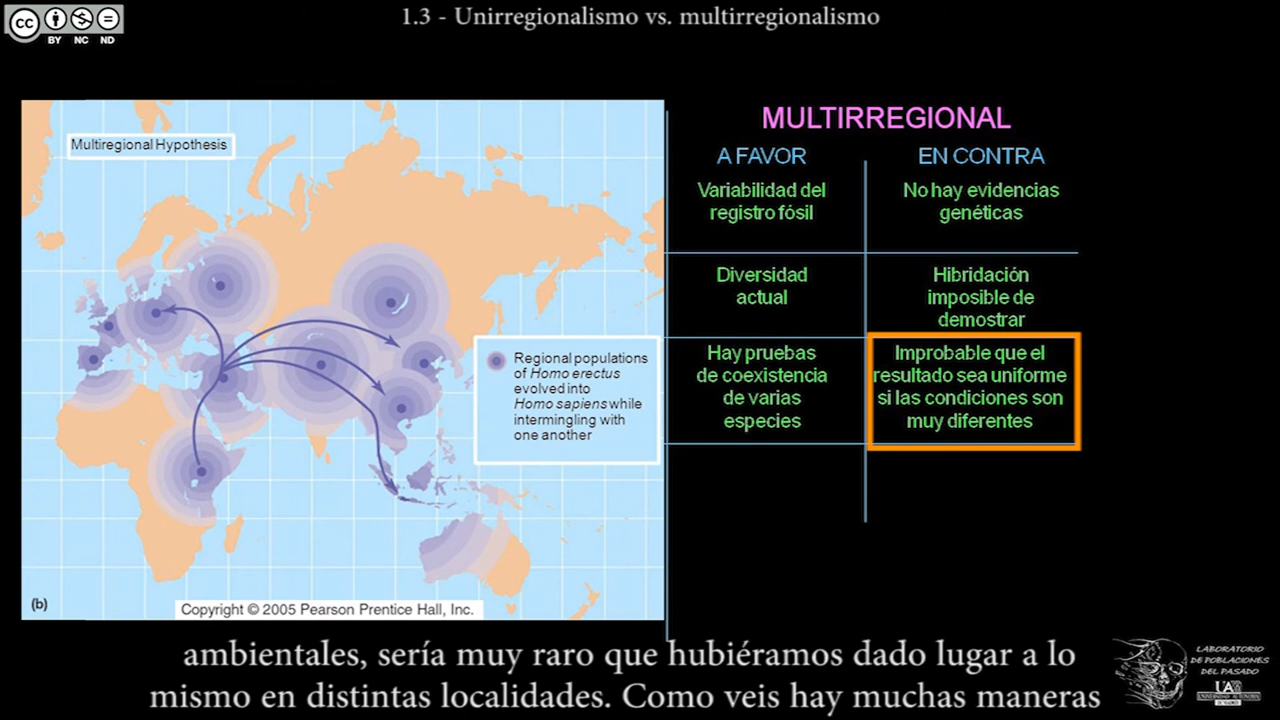 1.3 - Unirregionalismo vs. multirregionalismo
CC
BY NC ND
Multiregional Hypothesis
Regional populations
of Homo erectus
evolved into
Homo sapiens while
intermingling with
one another
(b)
Copyright © 2005 Pearson Prentice Hall, Inc.
MULTIRREGIONAL
A FAVOR
EN CONTRA
Variabilidad del
registro fósil
No hay evidencias
genéticas
Diversidad
actual
Hibridación
imposible de
demostrar
Hay pruebas
de coexistencia
de varias
especies
Improbable que el
resultado sea uniforme
si las condiciones son
muy diferentes
ambientales, sería muy raro que hubiéramos dado lugar a lo
mismo en distintas localidades. Como veis hay muchas maneras
LABORATORIO
DE POBLACIONES
DEL PASADO